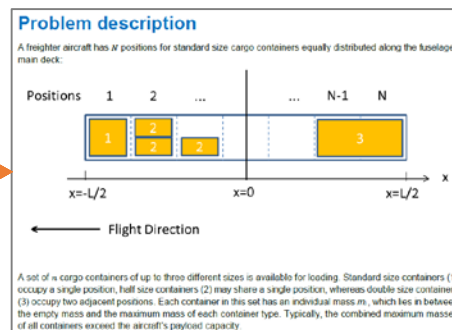 Problem description
A freighter aircraft has N positions for standard size cargo containers equally distributed along the fuselage
main deck:
Positions 1 2 ... ... N-1 N
1 2 2 2 3
x
x=-L/2 x=0 x=L/2
Flight Direction
A set of n cargo containers of up to three different sizes is available for loading. Standard size containers (
occupy a single position, half size containers (2) may share a single position, whereas double size container
(3) occupy two adjacent positions. Each container in this set has an individual mass mᵢ, which lies in betwee
the empty mass and the maximum mass of each container type. Typically, the combined maximum masse
of all containers exceed the aircraft's payload capacity.